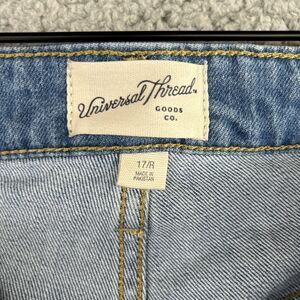 Universal Thread
GOODS
CO.
17/R
MADE IN
PAKISTAN